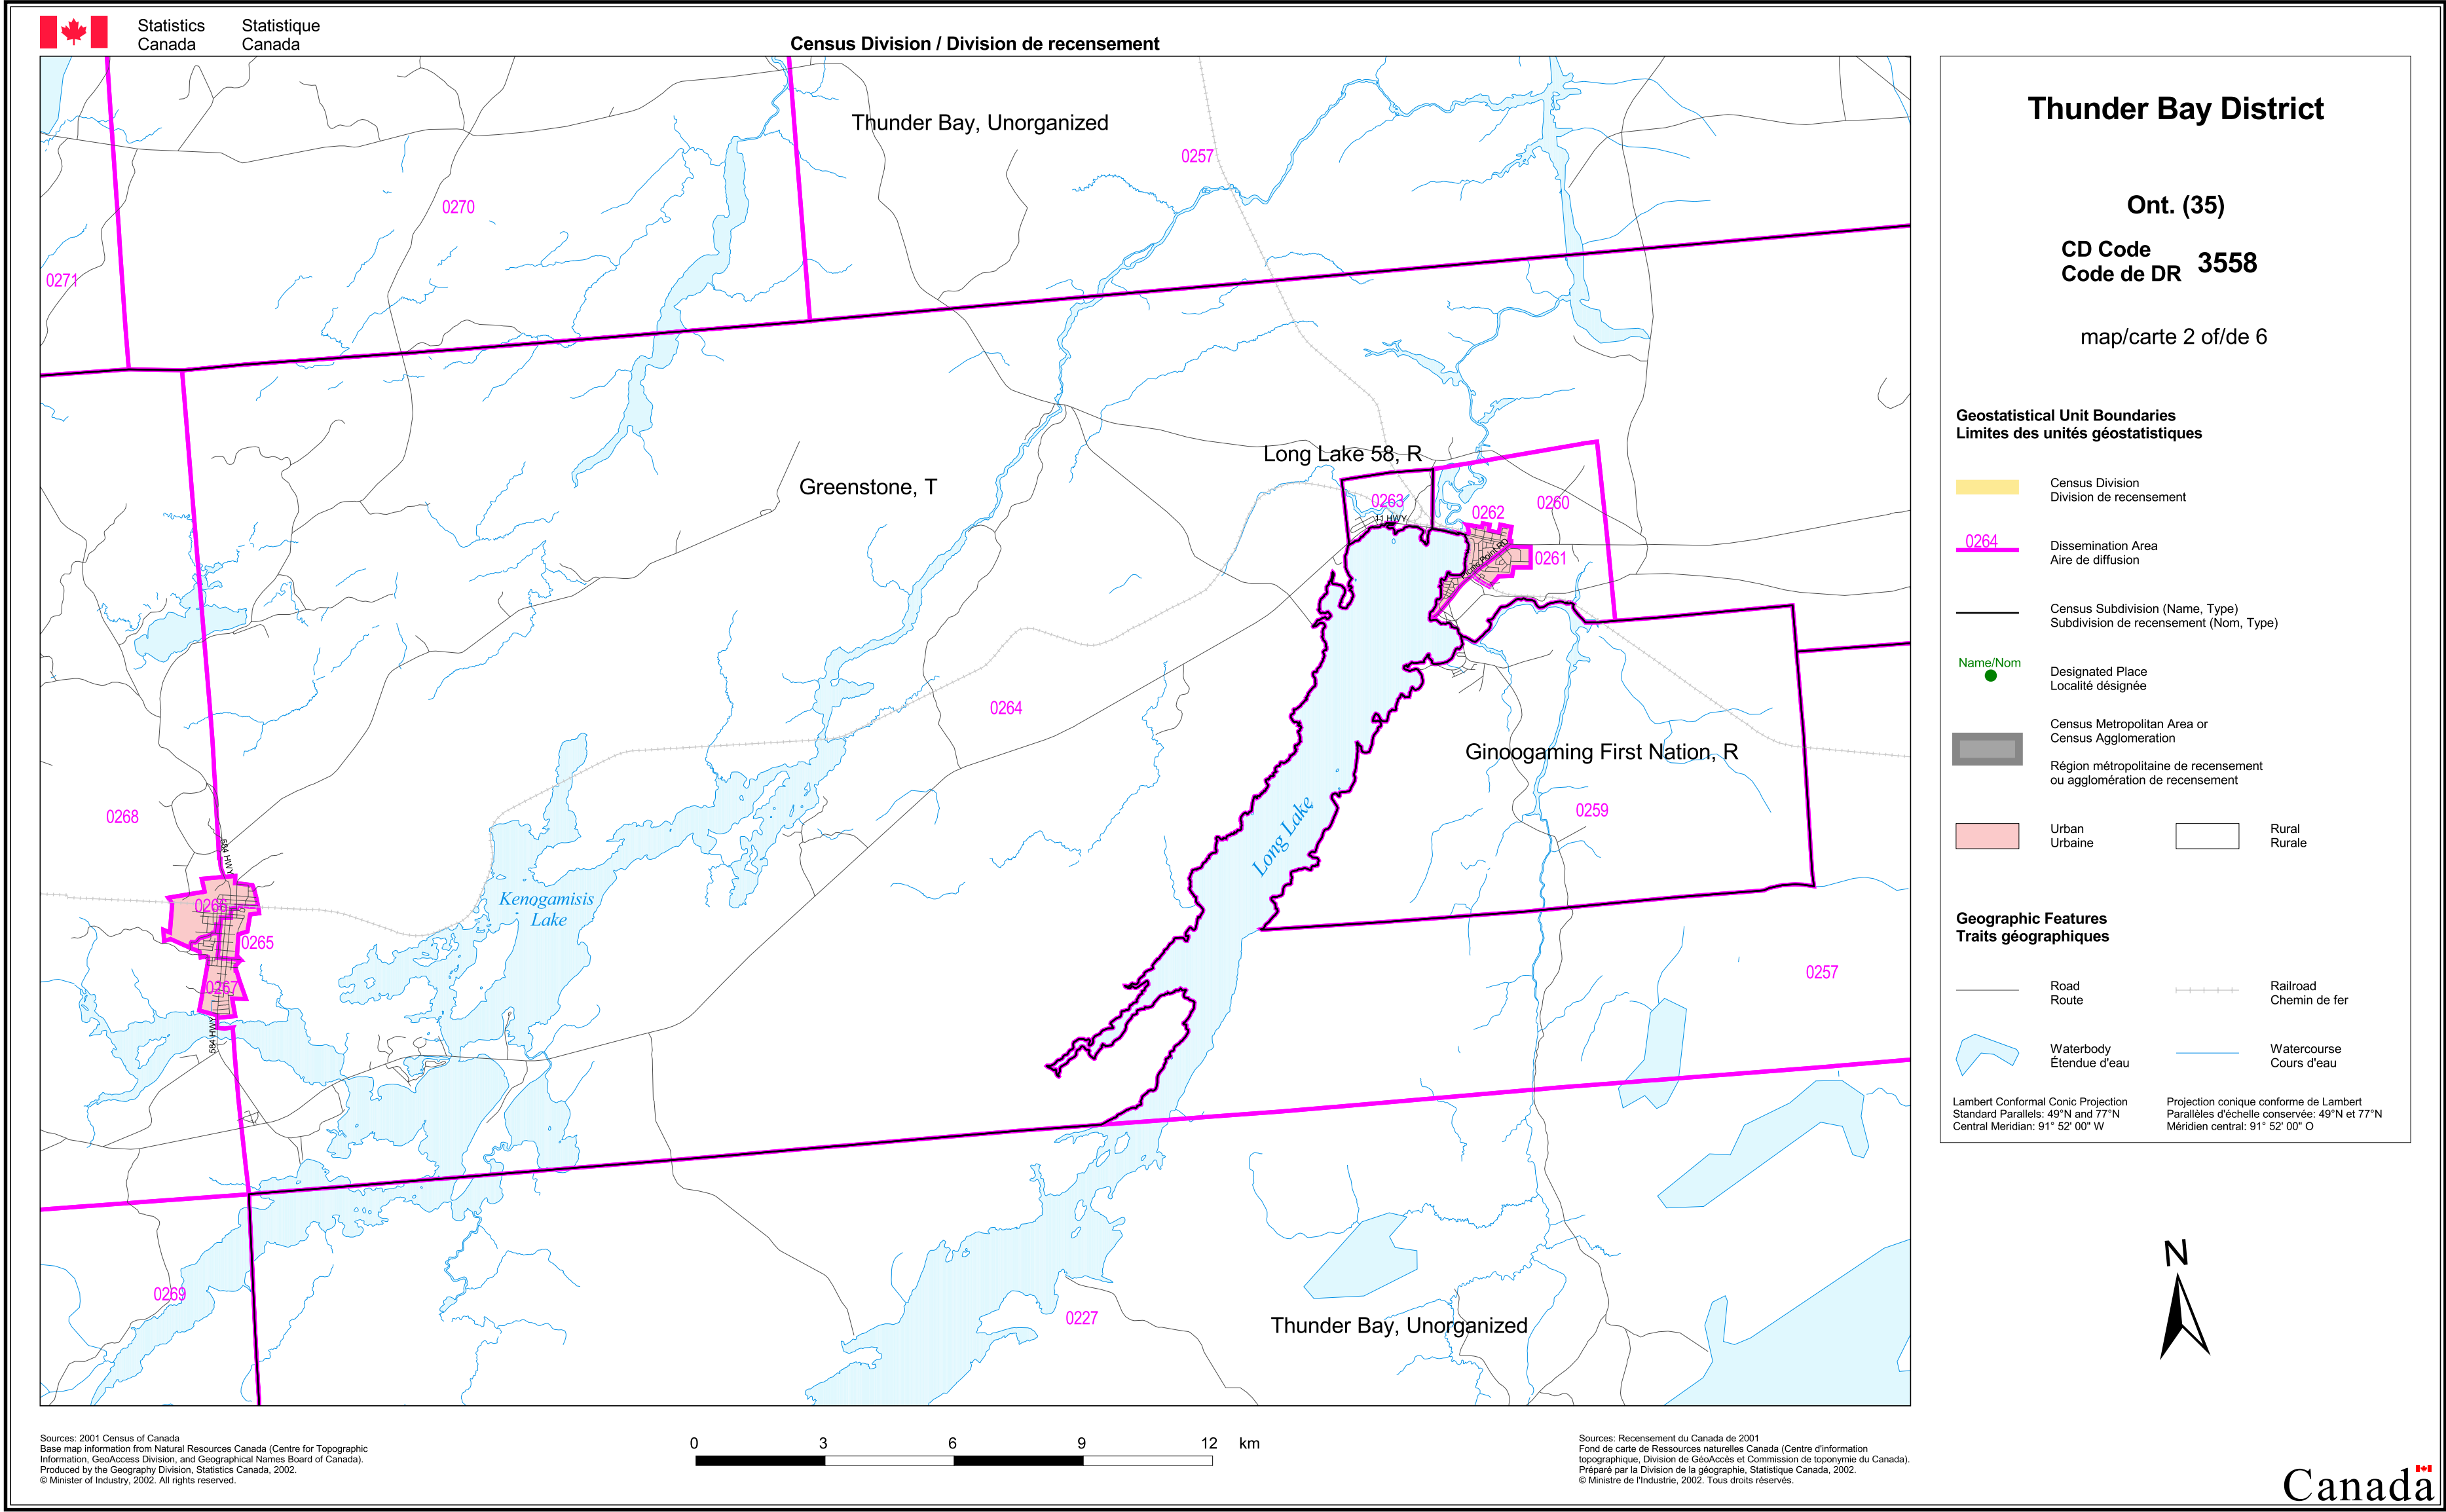 Statistics Statistique
Canada Canada
Census Division / Division de recensement
Thunder Bay, Unorganized
0257
0270
0271
Long Lake 58, R
Greenstone, T
0263
0260
0262
11 HWY
Picnic Point RD
0261
0264
Ginoogaming First Nation, R
0259
0268
Long Lake
584 HWY
Kenogamisis
Lake
0266
0265
0267
0257
584 HWY
0269
0227
Thunder Bay, Unorganized
Thunder Bay District
Ont. (35)
CD Code
Code de DR 3558
map/carte 2 of/de 6
Geostatistical Unit Boundaries
Limites des unités géostatistiques
Census Division
Division de recensement
0264
Dissemination Area
Aire de diffusion
Census Subdivision (Name, Type)
Subdivision de recensement (Nom, Type)
Name/Nom
Designated Place
Localité désignée
Census Metropolitan Area or
Census Agglomeration
Région métropolitaine de recensement
ou agglomération de recensement
Urban Rural
Urbaine Rurale
Geographic Features
Traits géographiques
Road Railroad
Route Chemin de fer
Waterbody Watercourse
Étendue d'eau Cours d'eau
Lambert Conformal Conic Projection
Standard Parallels: 49°N and 77°N
Central Meridian: 91° 52' 00" W
Projection conique conforme de Lambert
Parallèles d'échelle conservée: 49°N et 77°N
Méridien central: 91° 52' 00" O
N
Sources: 2001 Census of Canada
Base map information from Natural Resources Canada (Centre for Topographic
Information, GeoAccess Division, and Geographical Names Board of Canada).
Produced by the Geography Division, Statistics Canada, 2002.
© Minister of Industry, 2002. All rights reserved.
0 3 6 9 12 km
Sources: Recensement du Canada de 2001
Fond de carte de Ressources naturelles Canada (Centre d'information
topographique, Division de GéoAccès et Commission de toponymie du Canada).
Préparé par la Division de la géographie, Statistique Canada, 2002.
© Ministre de l'Industrie, 2002. Tous droits réservés.
Canada